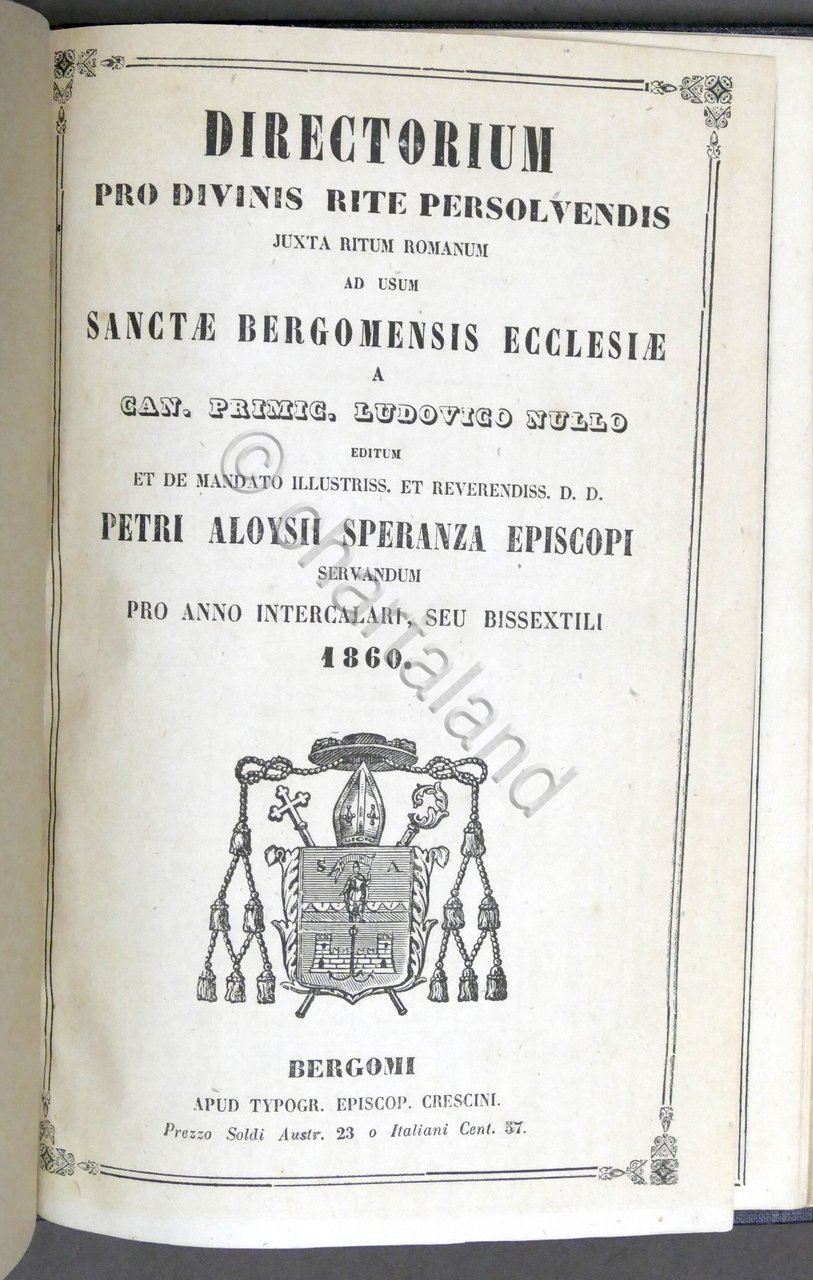 DIRECTORIUM
PRO DIVINIS RITE PERSOLVENDIS
JUXTA RITUM ROMANUM
AD USUM
SANCTÆ BERGOMENSIS ECCLESIÆ
A
CAN. PRIMIC. LUDOVICO NULLO
EDITUM
ET DE MANDATO ILLUSTRISS. ET REVERENDISS. D. D.
PETRI ALOYSII SPERANZA EPISCOPI
SERVANDUM
PRO ANNO INTERCALARI, SEU BISSEXTILI
1860.
© chartaland
S. A
BERGOMI
APUD TYPOGR. EPISCOP. CRESCINI.
Prezzo Soldi Austr. 23 o Italiani Cent. 57.